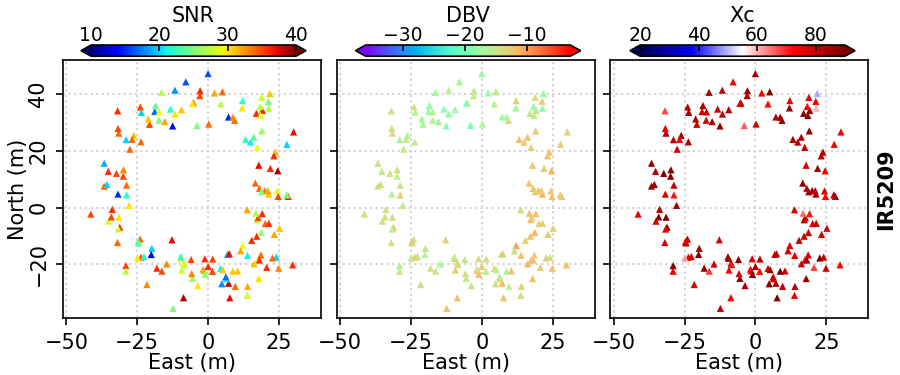 SNR DBV Xc
10 20 30 40 −30 −20 −10 20 40 60 80
40
20
0
−20
North (m)
−50 −25 0 25 −50 −25 0 25 −50 −25 0 25
East (m) East (m) East (m)
IR5209